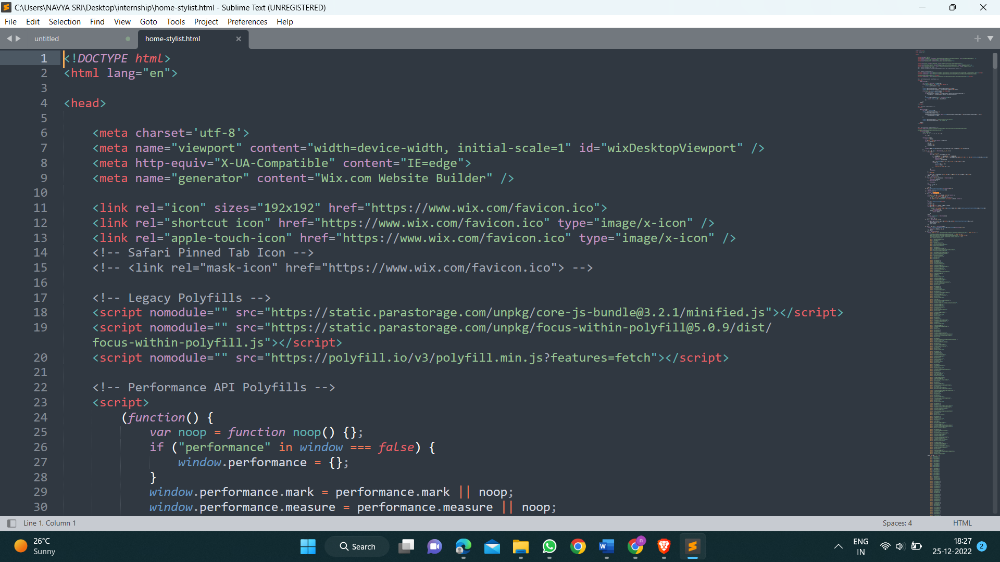 C:\Users\NAVYA SRI\Desktop\internship\home-stylist.html - Sublime Text (UNREGISTERED)
File Edit Selection Find View Goto Tools Project Preferences Help
untitled home-stylist.html
1 <!DOCTYPE html>
2 <html lang="en">
3
4 <head>
5
6 <meta charset='utf-8'>
7 <meta name="viewport" content="width=device-width, initial-scale=1" id="wixDesktopViewport" />
8 <meta http-equiv="X-UA-Compatible" content="IE=edge">
9 <meta name="generator" content="Wix.com Website Builder" />
10
11 <link rel="icon" sizes="192x192" href="https://www.wix.com/favicon.ico">
12 <link rel="shortcut icon" href="https://www.wix.com/favicon.ico" type="image/x-icon" />
13 <link rel="apple-touch-icon" href="https://www.wix.com/favicon.ico" type="image/x-icon" />
14 <!-- Safari Pinned Tab Icon -->
15 <!-- <link rel="mask-icon" href="https://www.wix.com/favicon.ico"> -->
16
17 <!-- Legacy Polyfills -->
18 <script nomodule="" src="https://static.parastorage.com/unpkg/core-js-bundle@3.2.1/minified.js"></script>
19 <script nomodule="" src="https://static.parastorage.com/unpkg/focus-within-polyfill@5.0.9/dist/
focus-within-polyfill.js"></script>
20 <script nomodule="" src="https://polyfill.io/v3/polyfill.min.js?features=fetch"></script>
21
22 <!-- Performance API Polyfills -->
23 <script>
24 (function() {
25 var noop = function noop() {};
26 if ("performance" in window === false) {
27 window.performance = {};
28 }
29 window.performance.mark = performance.mark || noop;
30 window.performance.measure = performance.measure || noop;
Line 1, Column 1 Spaces: 4 HTML
26°C
Sunny
Search
n
ENG
IN
18:27
25-12-2022
2